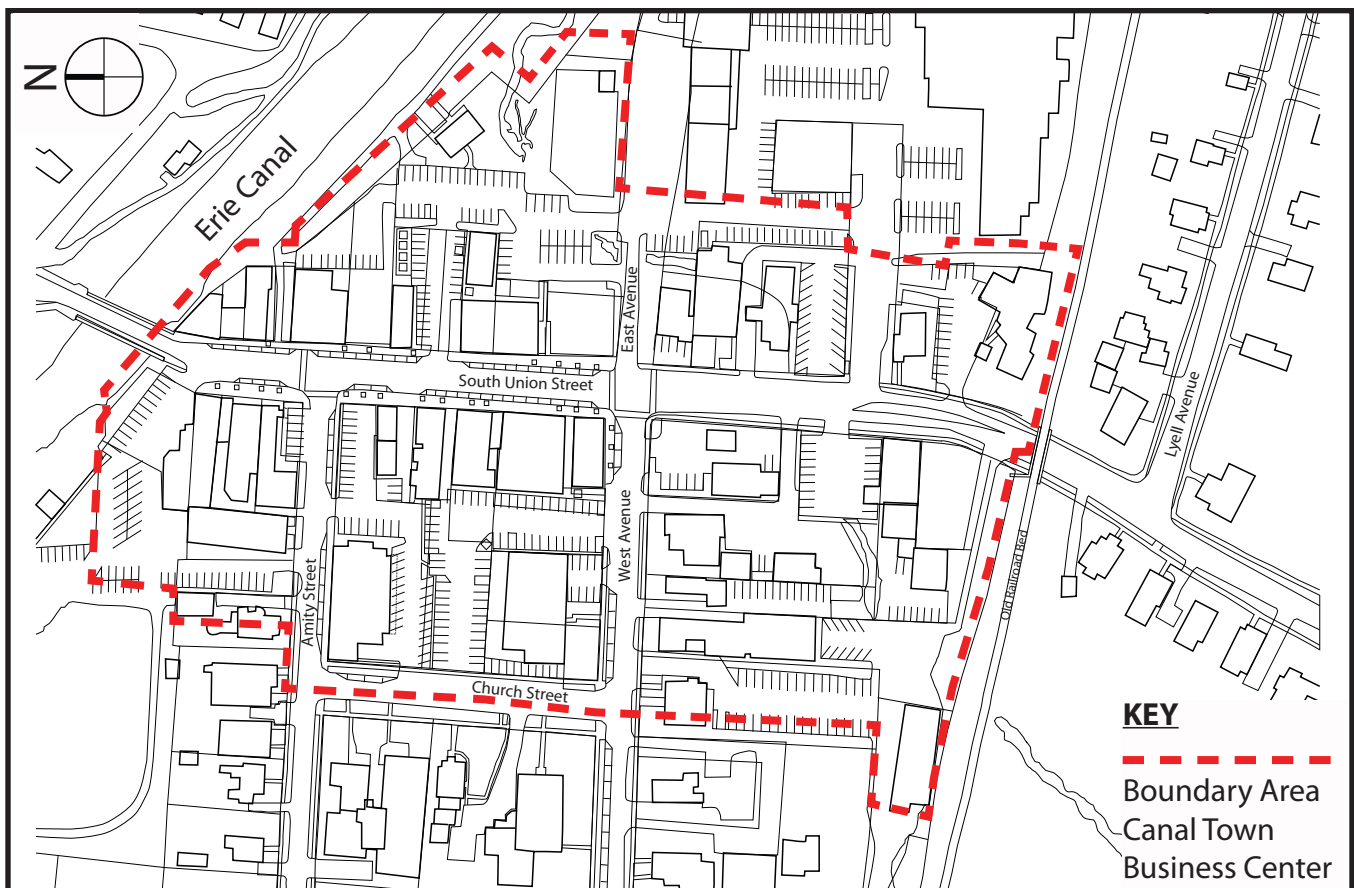 N
Erie Canal
East Avenue
South Union Street
Lyell Avenue
West Avenue
Old Railroad Bed
Amity Street
Church Street
KEY
Boundary Area
Canal Town
Business Center